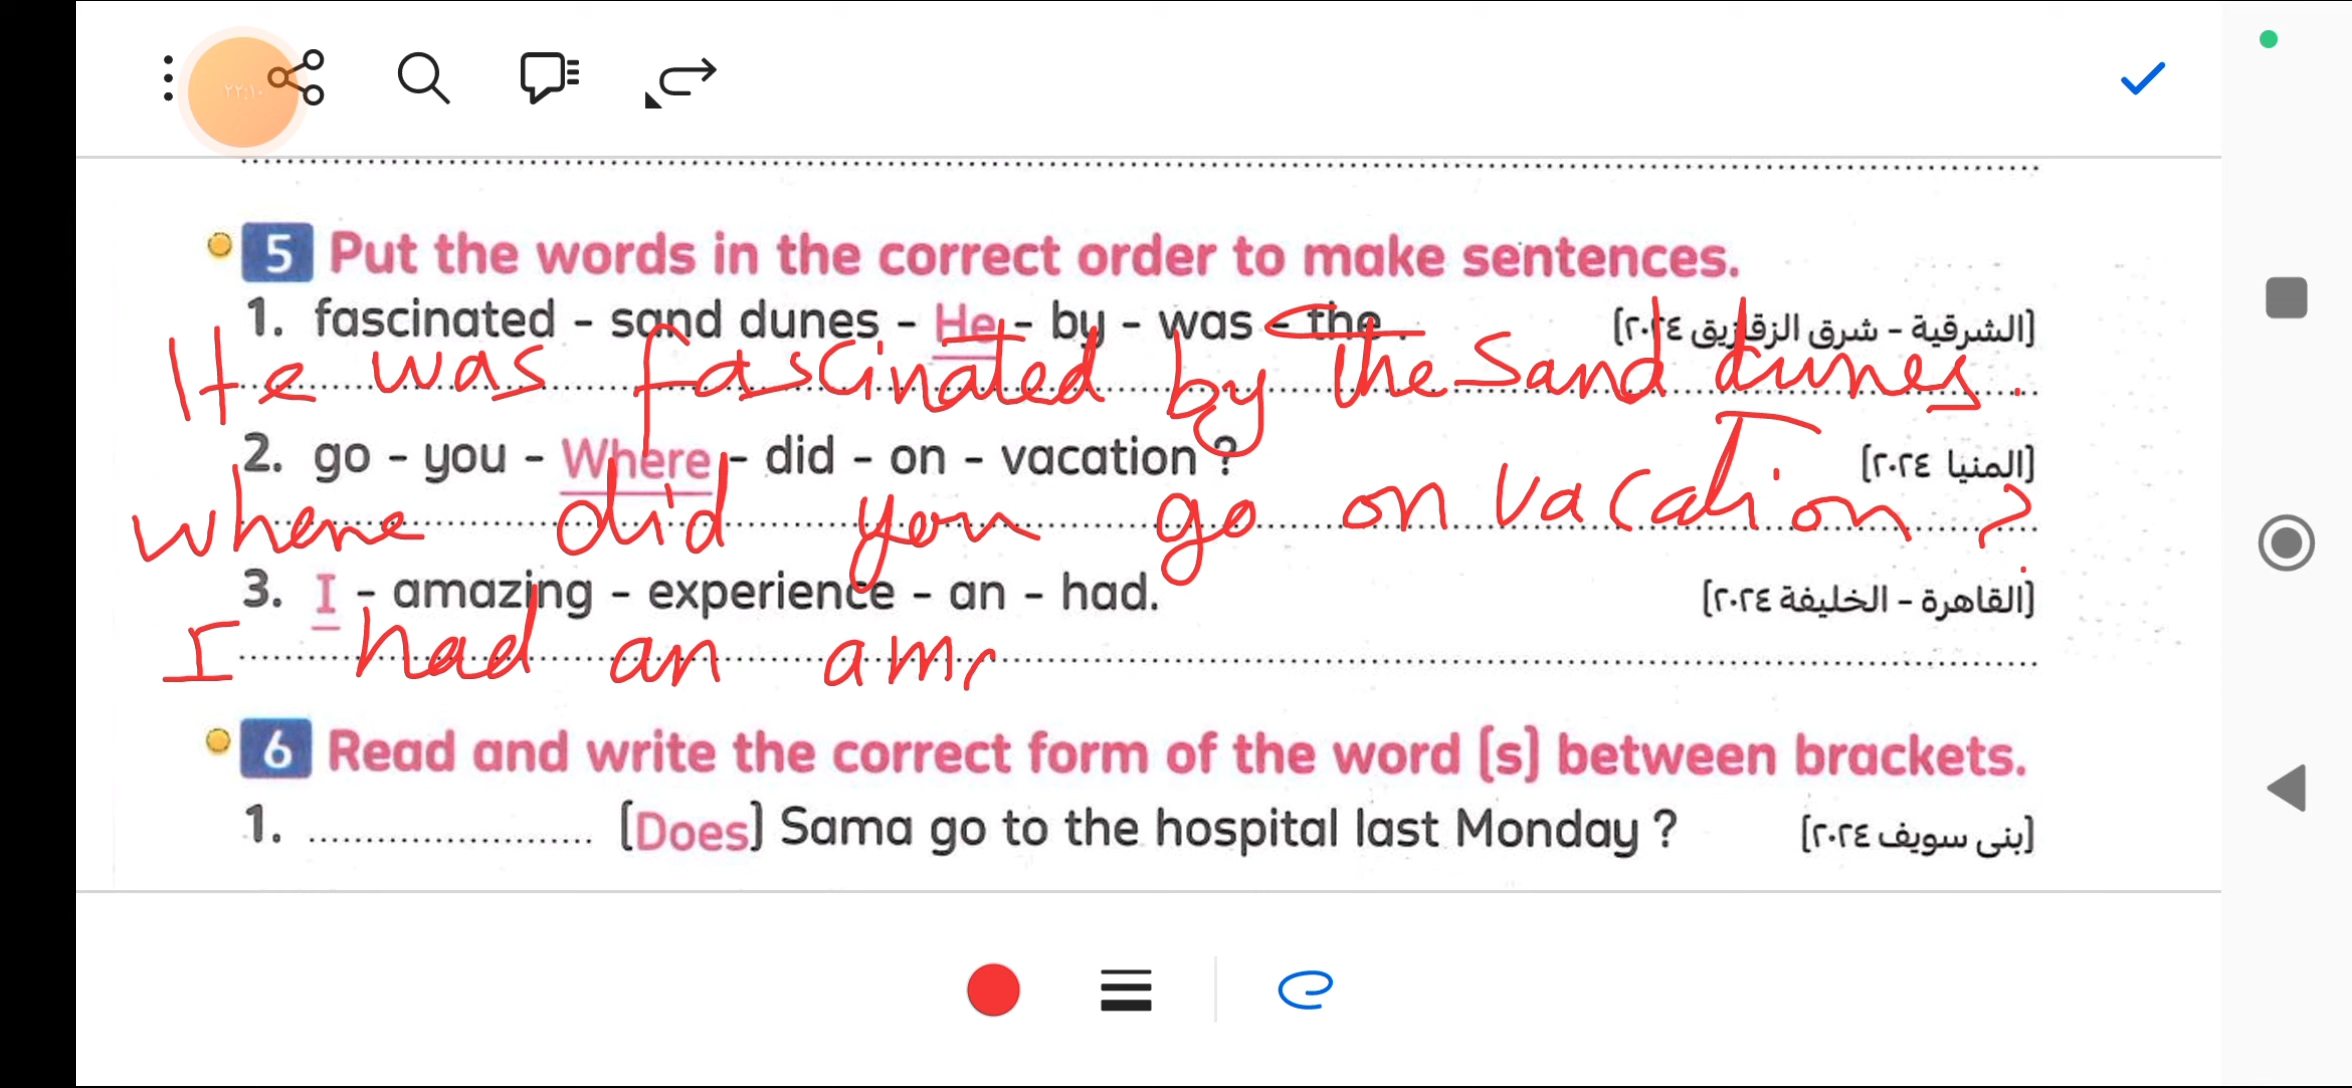 ٢٢:١٠
5 Put the words in the correct order to make sentences.
1. fascinated - sand dunes - He - by - was - the . [الشرقية - شرق الزقازيق ٢٠٢٤]
He was fascinated by the sand dunes.
2. go - you - Where - did - on - vacation ? [المنيا ٢٠٢٤]
where did you go on vacation ?
3. I - amazing - experience - an - had. [القاهرة - الخليفة ٢٠٢٤]
I had an am
6 Read and write the correct form of the word [s] between brackets.
1. ........................ [Does] Sama go to the hospital last Monday ? [بنى سويف ٢٠٢٤]